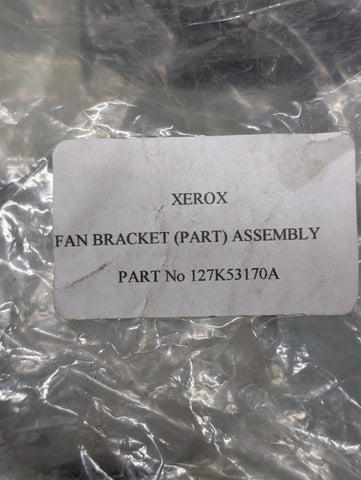 XEROX
FAN BRACKET (PART) ASSEMBLY
PART No 127K53170A